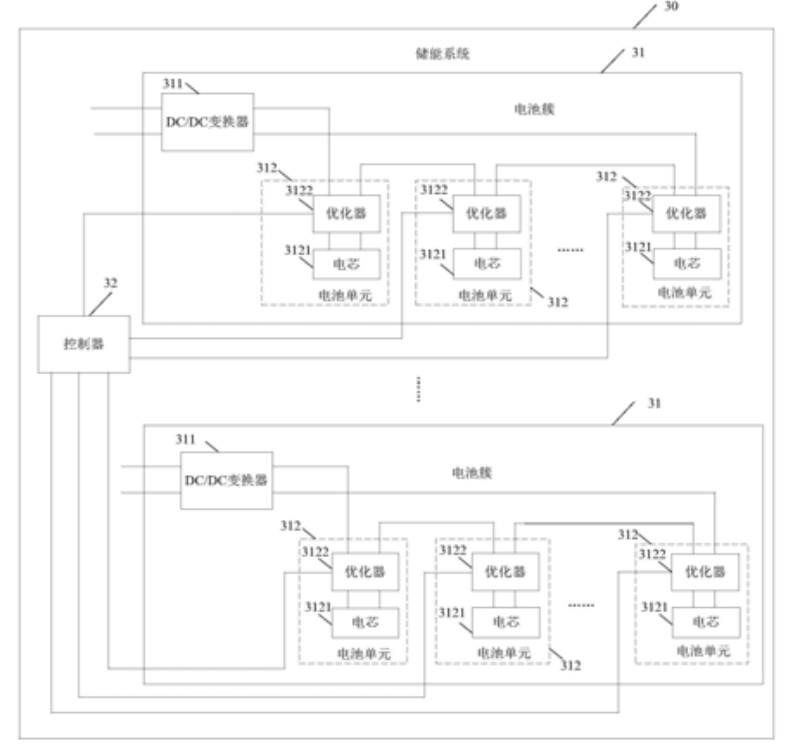 30
储能系统
31
311
DC/DC变换器
电池簇
312
3122
优化器
3121
电芯
电池单元
3122
优化器
3121
电芯
电池单元
312
......
312
3122
优化器
3121
电芯
电池单元
32
控制器
......
31
311
DC/DC变换器
电池簇
312
3122
优化器
3121
电芯
电池单元
3122
优化器
3121
电芯
电池单元
312
......
312
3122
优化器
3121
电芯
电池单元